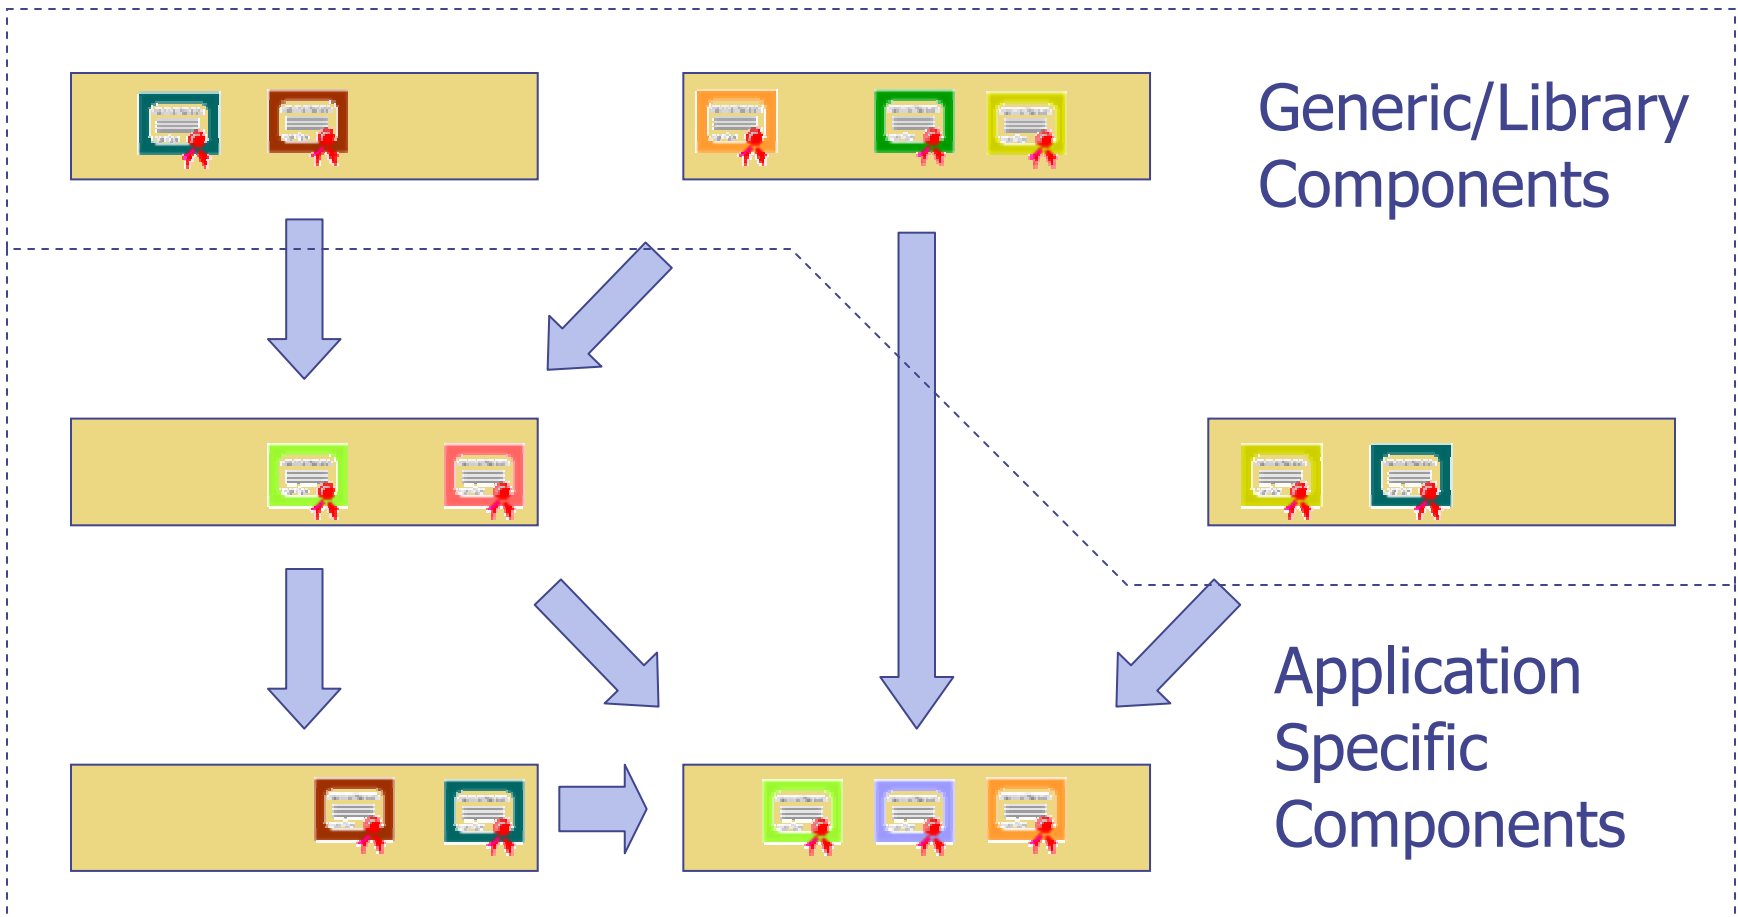 Generic/Library
Components
Application
Specific
Components